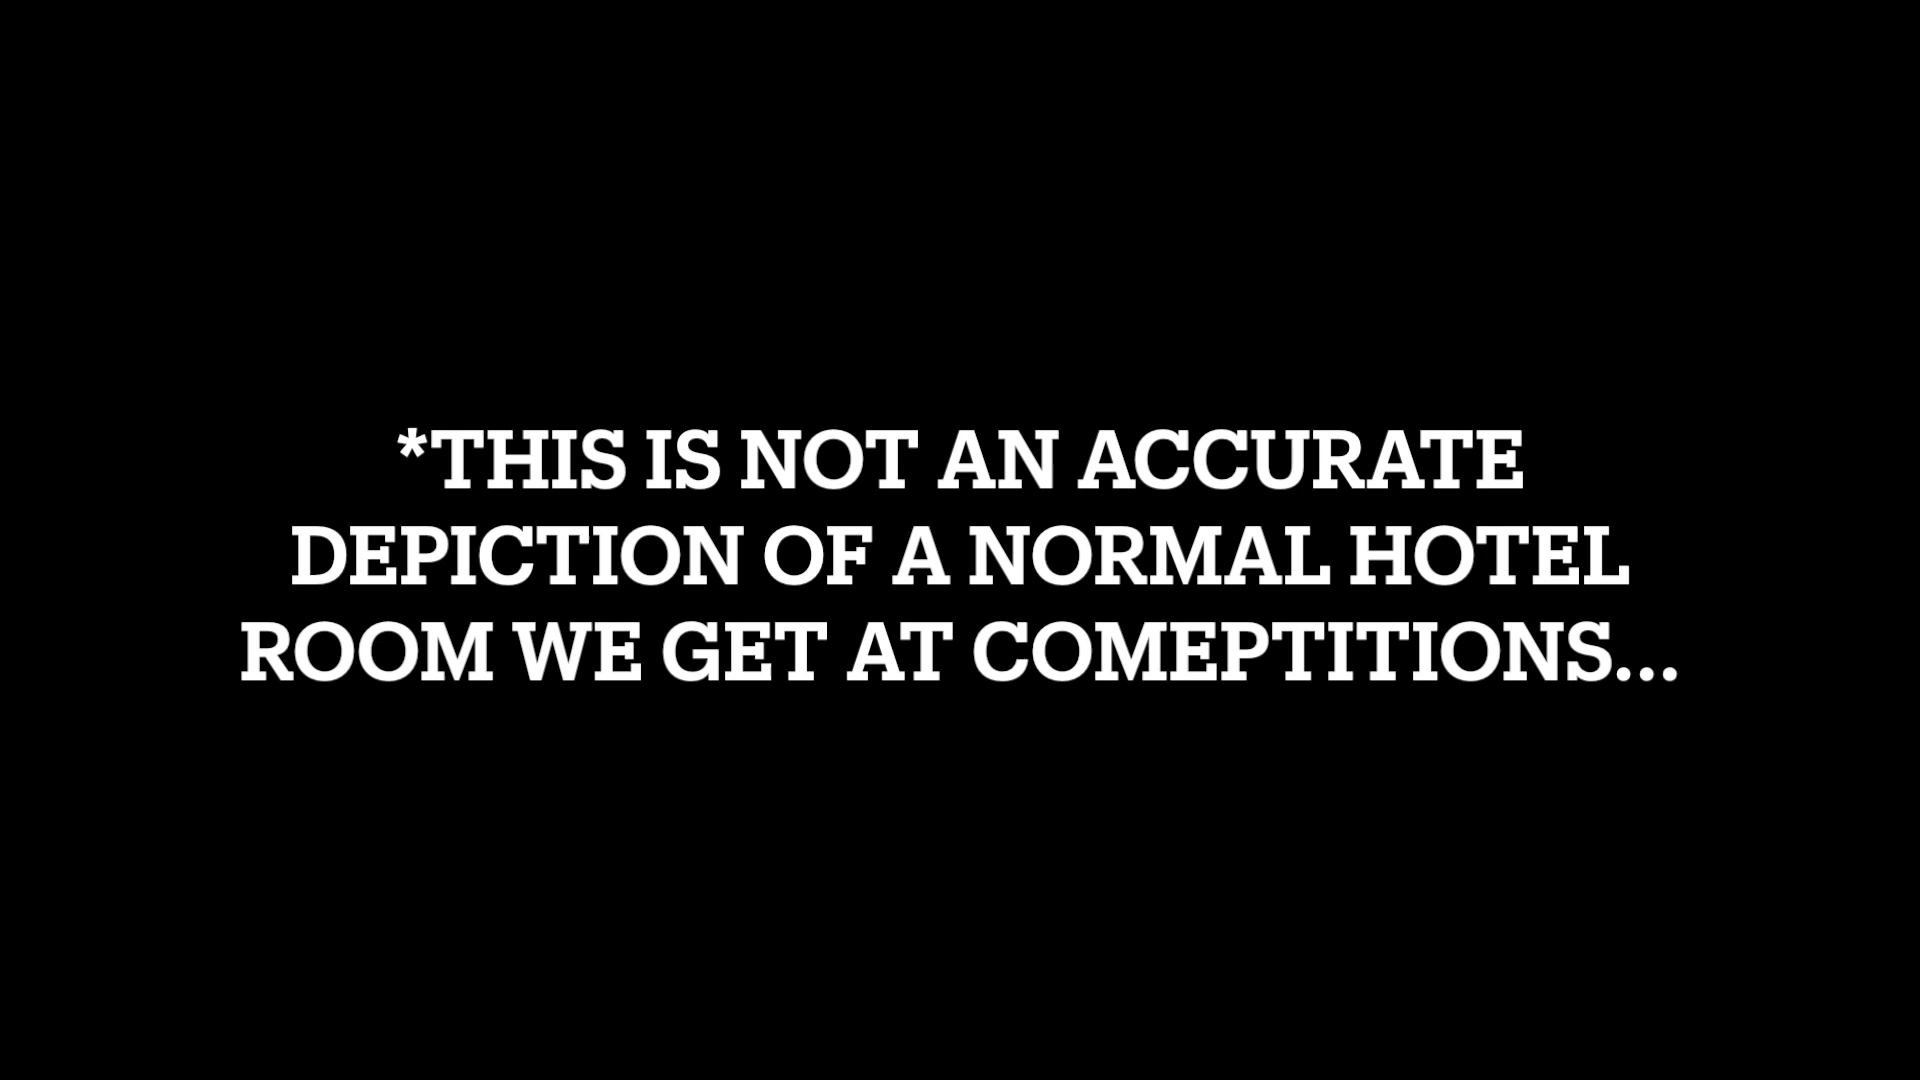 *THIS IS NOT AN ACCURATE
DEPICTION OF A NORMAL HOTEL
ROOM WE GET AT COMEPTITIONS...